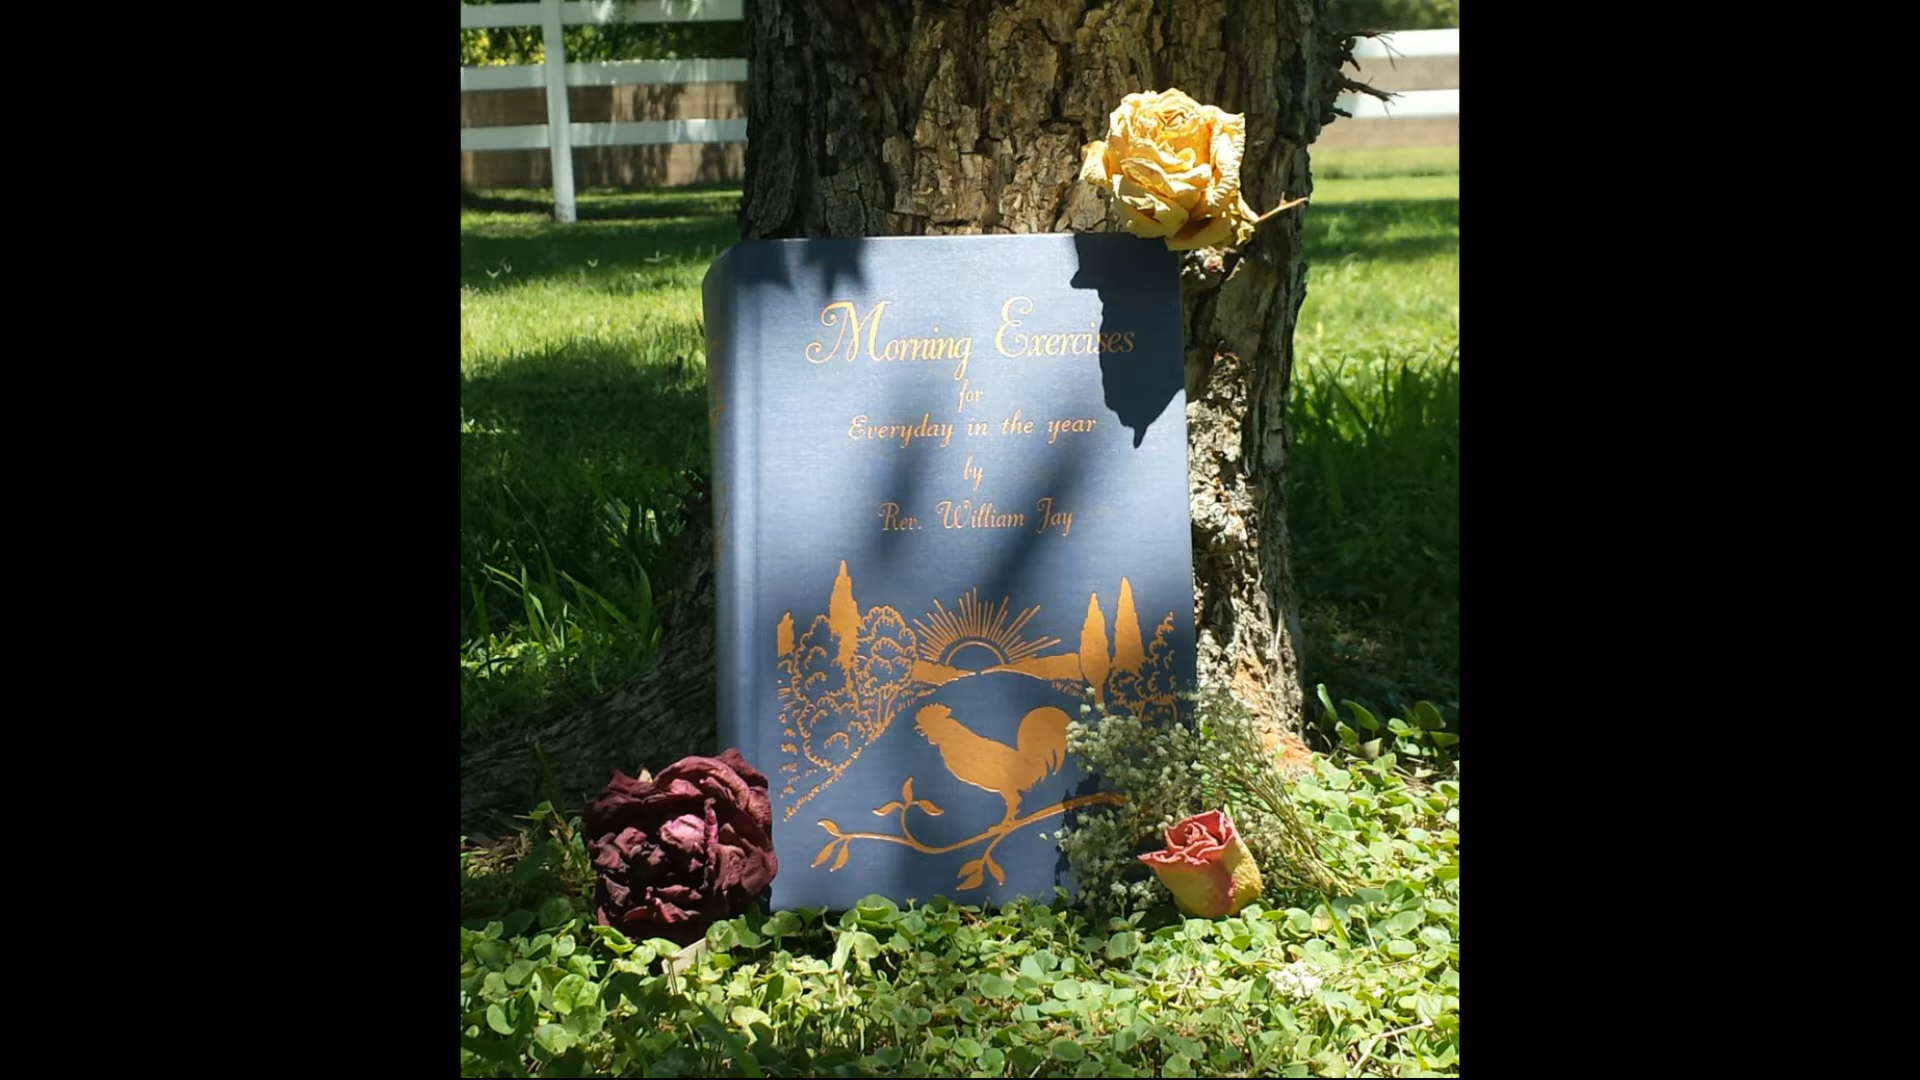 Morning Exercises
for
Everyday in the year
by
Rev. William Jay